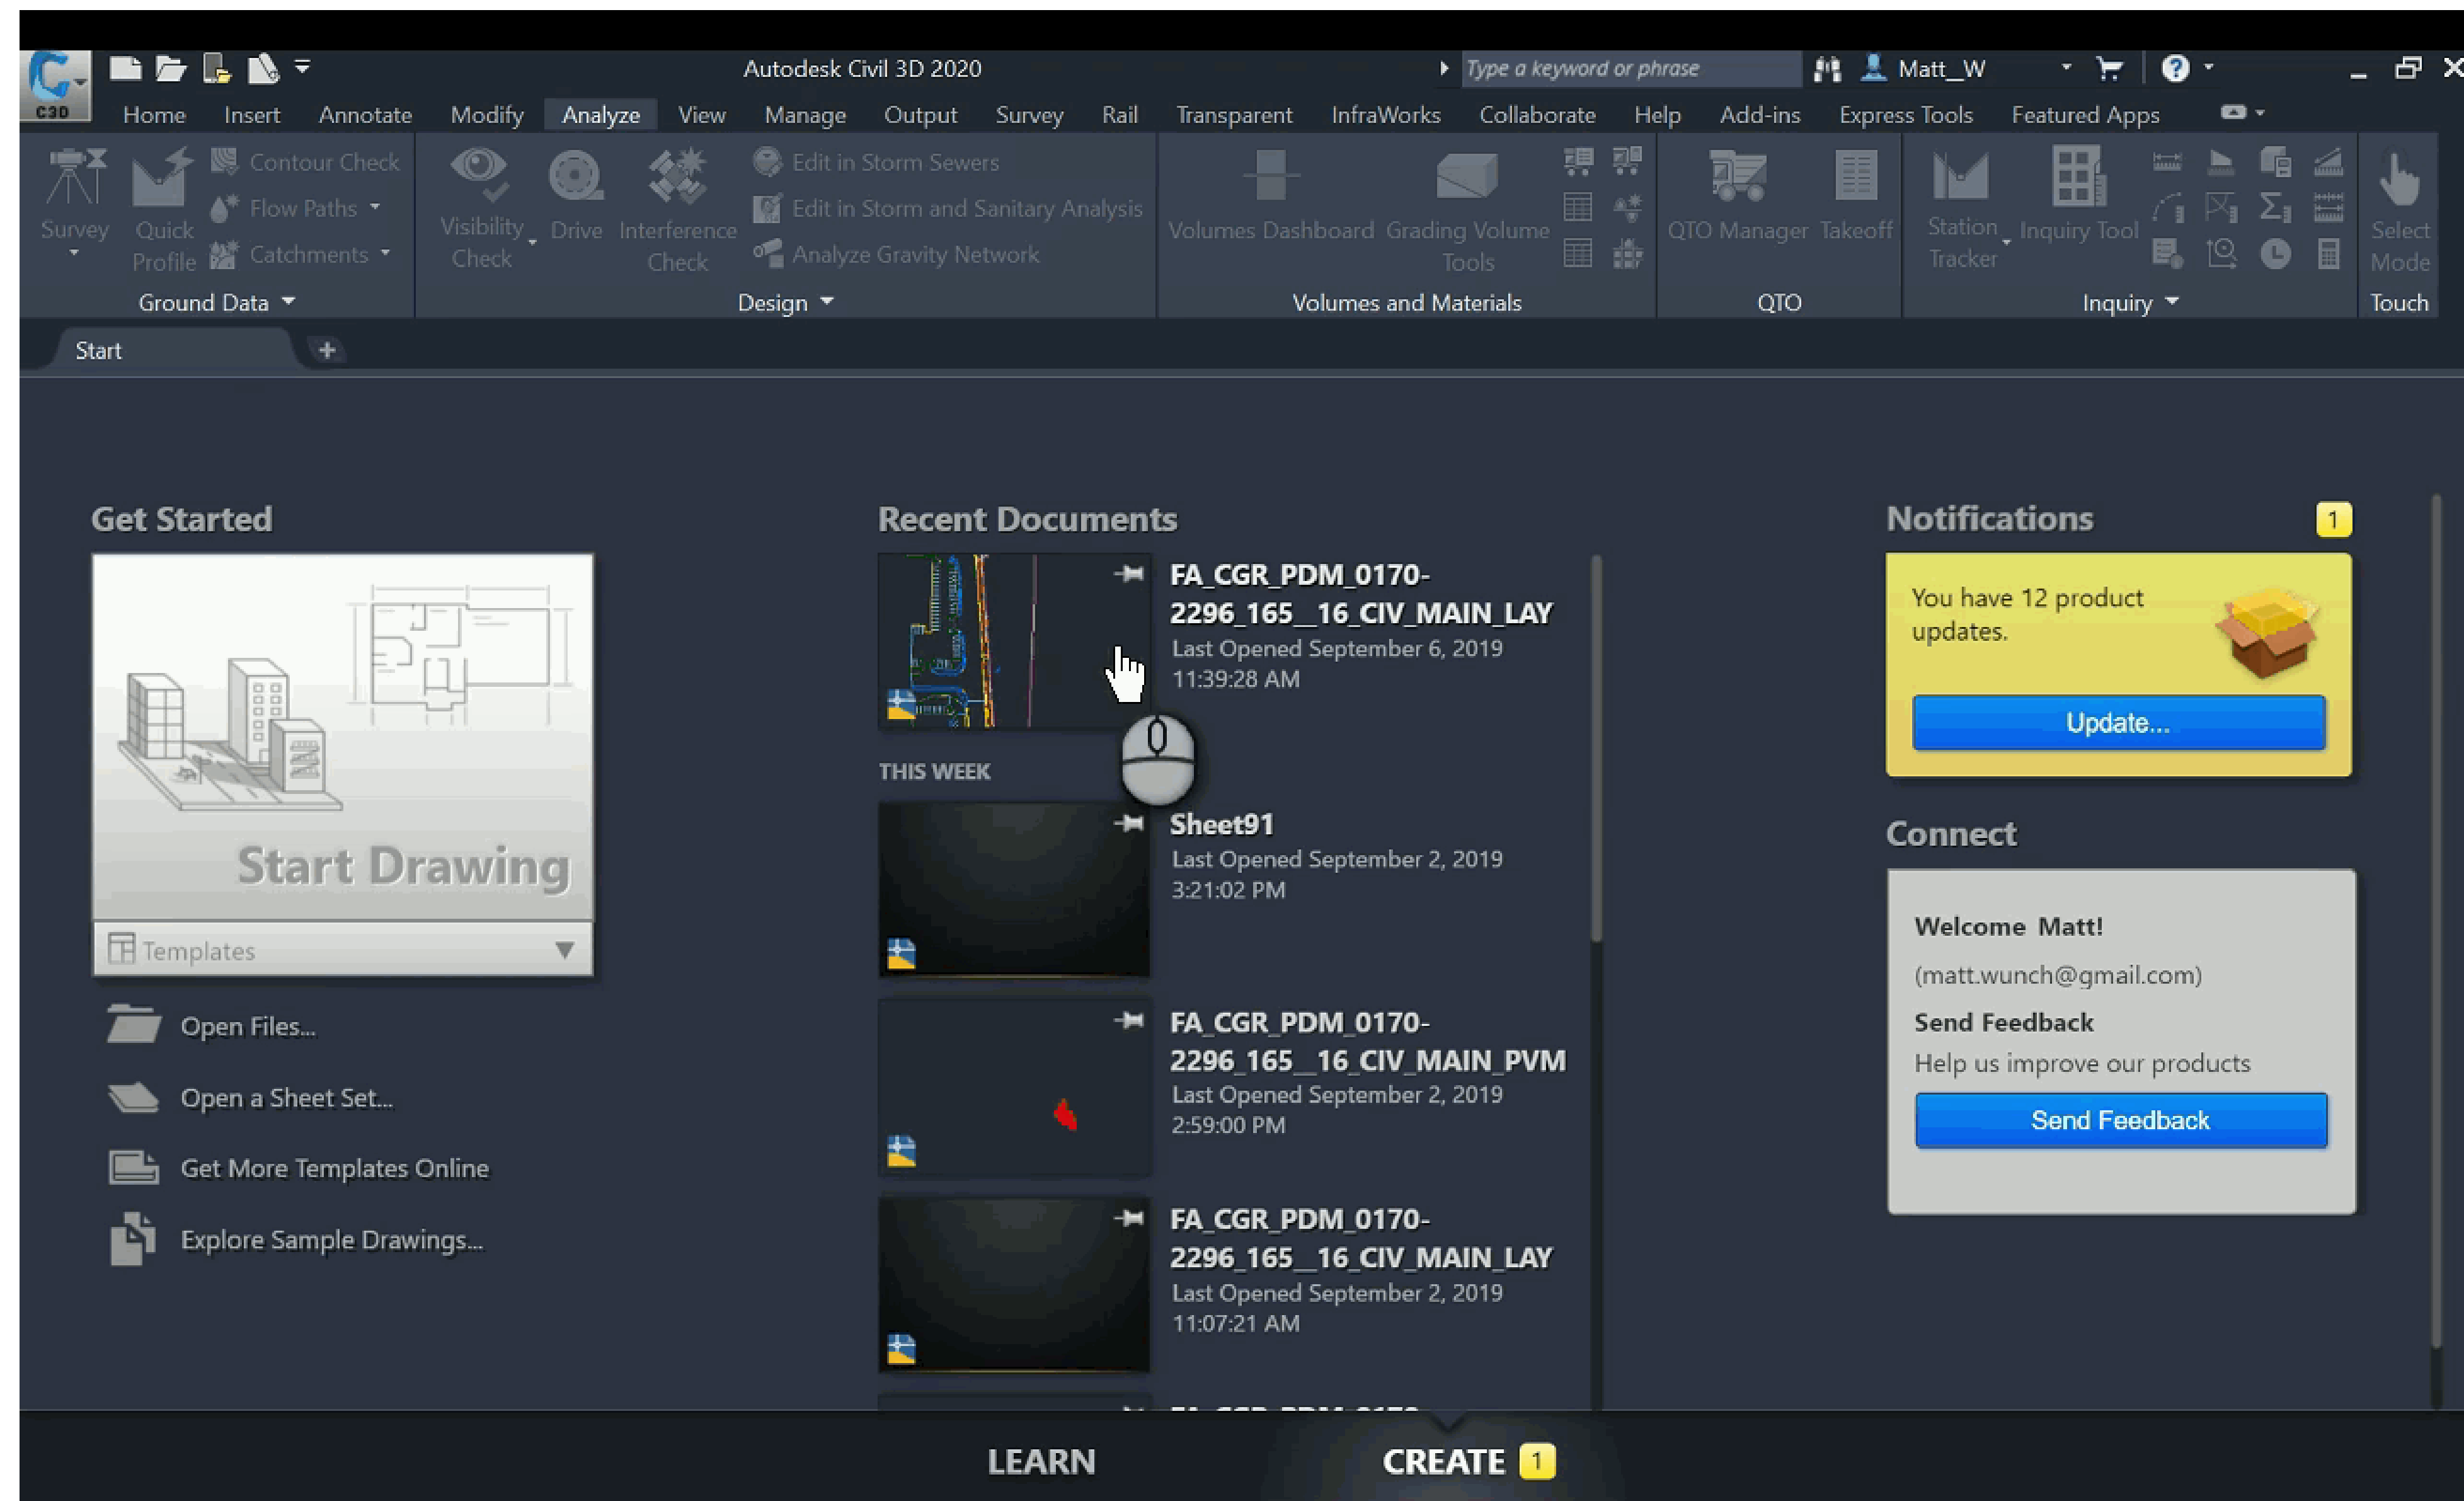 Autodesk Civil 3D 2020
Type a keyword or phrase
Matt_W
C3D
Home Insert Annotate Modify Analyze View Manage Output Survey Rail Transparent InfraWorks Collaborate Help Add-ins Express Tools Featured Apps
Survey
Quick
Profile
Contour Check
Flow Paths
Catchments
Ground Data
Visibility
Check
Drive
Interference
Check
Edit in Storm Sewers
Edit in Storm and Sanitary Analysis
Analyze Gravity Network
Design
Volumes Dashboard
Grading Volume
Tools
Volumes and Materials
QTO Manager
Takeoff
QTO
Station
Tracker
Inquiry Tool
Inquiry
Select
Mode
Touch
Start
Get Started
Start Drawing
Templates
Open Files...
Open a Sheet Set...
Get More Templates Online
Explore Sample Drawings...
Recent Documents
FA_CGR_PDM_0170-
2296_165__16_CIV_MAIN_LAY
Last Opened September 6, 2019
11:39:28 AM
THIS WEEK
Sheet91
Last Opened September 2, 2019
3:21:02 PM
FA_CGR_PDM_0170-
2296_165__16_CIV_MAIN_PVM
Last Opened September 2, 2019
2:59:00 PM
FA_CGR_PDM_0170-
2296_165__16_CIV_MAIN_LAY
Last Opened September 2, 2019
11:07:21 AM
Notifications 1
You have 12 product
updates.
Update...
Connect
Welcome Matt!
(matt.wunch@gmail.com)
Send Feedback
Help us improve our products
Send Feedback
LEARN
CREATE 1